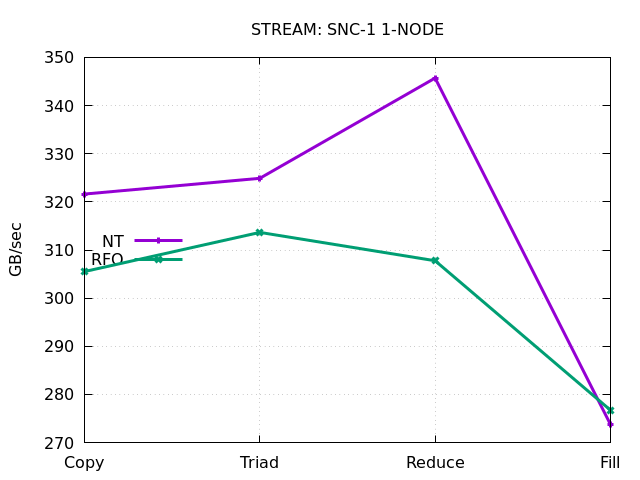 STREAM: SNC-1 1-NODE
350
340
330
320
310
300
290
280
270
GB/sec
NT
RFO
Copy Triad Reduce Fill